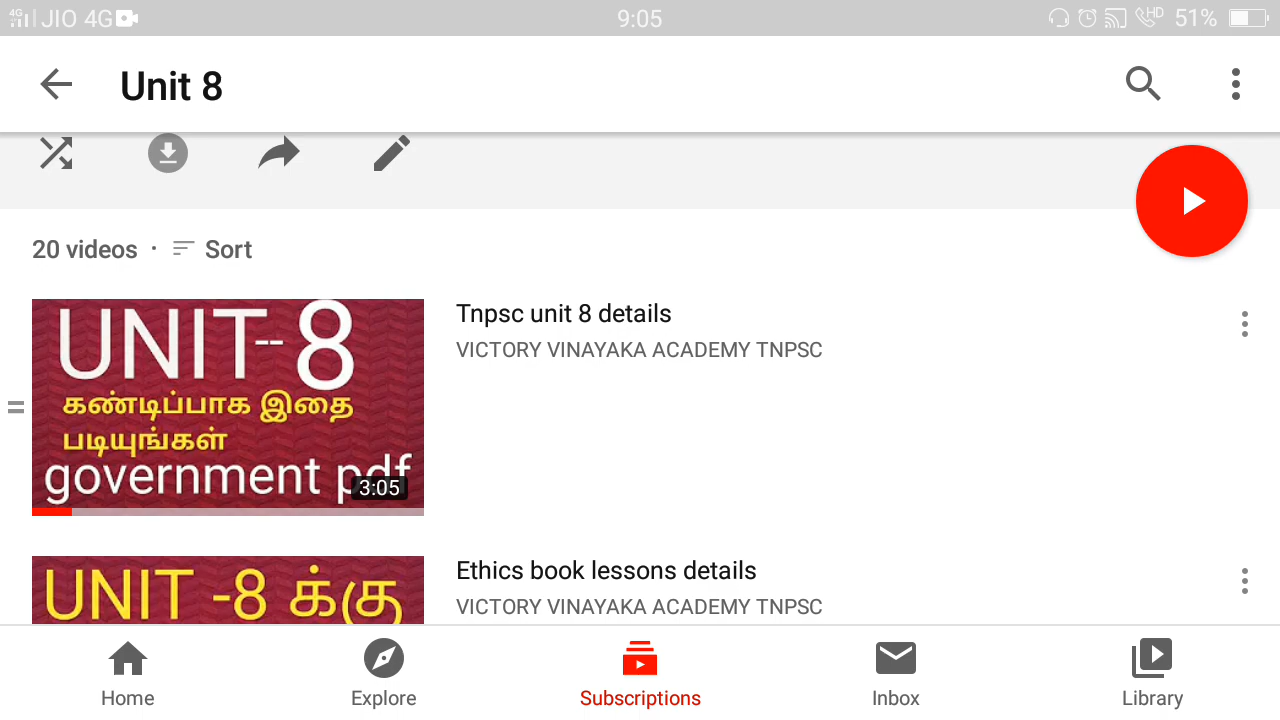 4G JIO 4G 9:05 HD 51%
Unit 8
20 videos · Sort
UNIT--8
கண்டிப்பாக இதை
படியுங்கள்
government pdf
3:05
Tnpsc unit 8 details
VICTORY VINAYAKA ACADEMY TNPSC
UNIT -8 க்கு
Ethics book lessons details
VICTORY VINAYAKA ACADEMY TNPSC
Home Explore Subscriptions Inbox Library